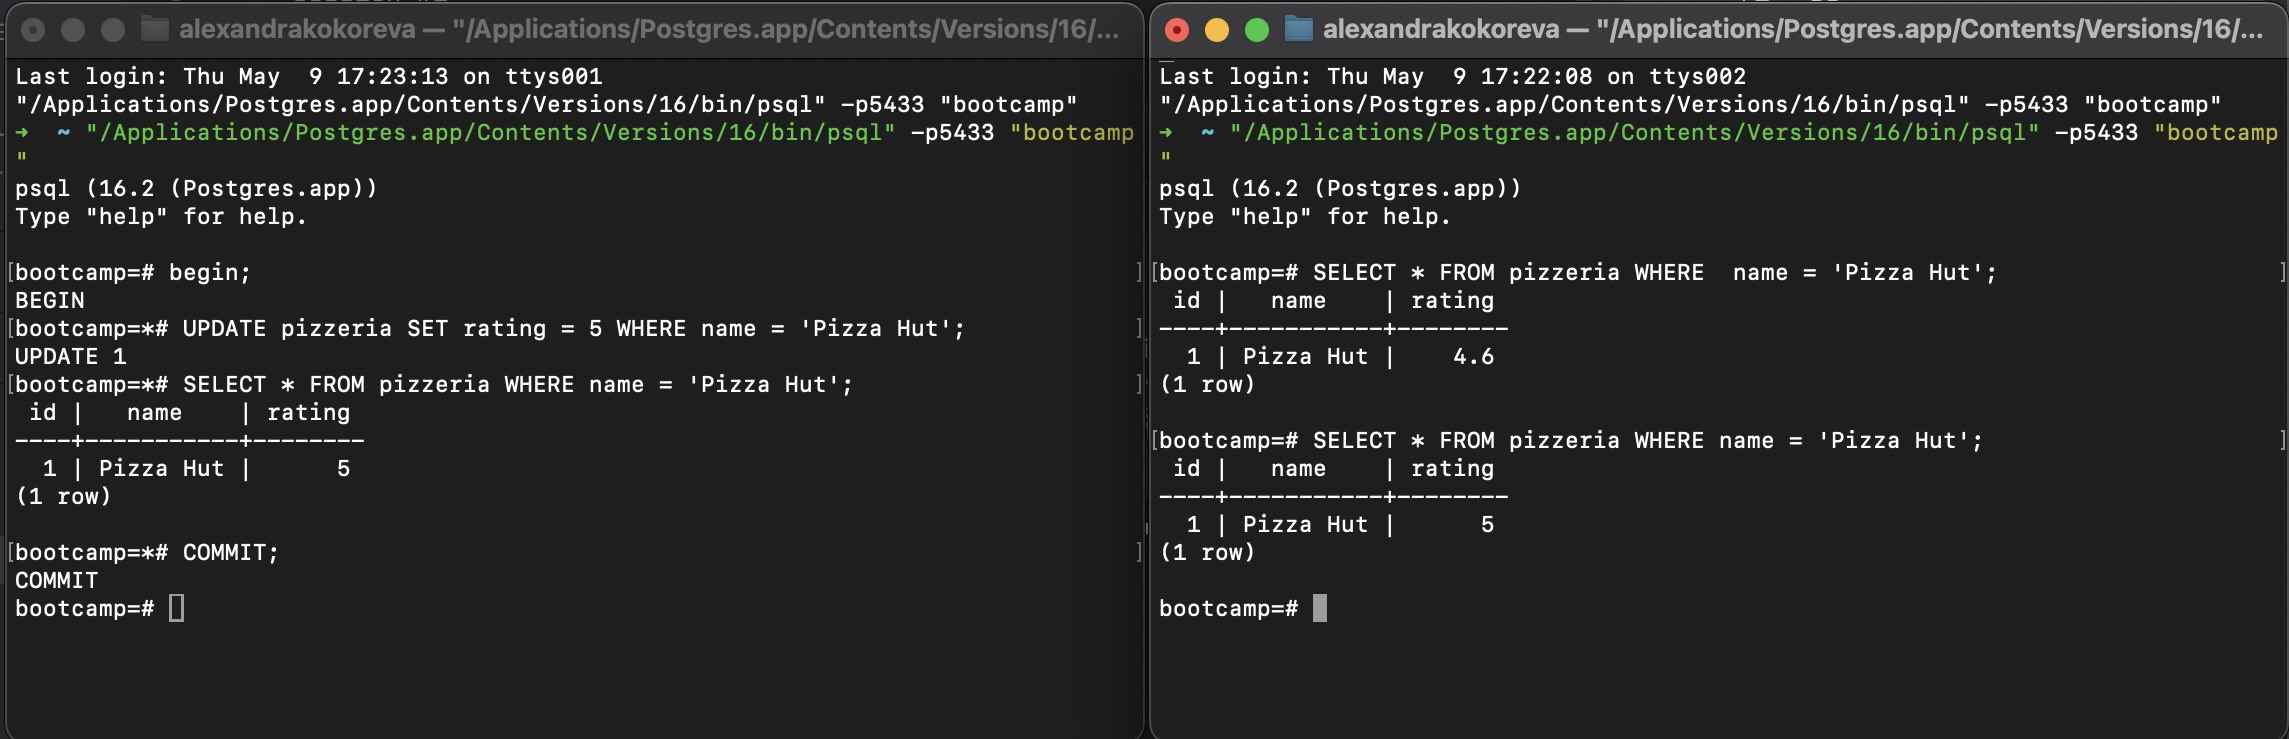 alexandrakokoreva — "/Applications/Postgres.app/Contents/Versions/16/...
Last login: Thu May  9 17:23:13 on ttys001
"/Applications/Postgres.app/Contents/Versions/16/bin/psql" -p5433 "bootcamp"
➜  ~ "/Applications/Postgres.app/Contents/Versions/16/bin/psql" -p5433 "bootcamp
"
psql (16.2 (Postgres.app))
Type "help" for help.
[bootcamp=# begin; ]
BEGIN
[bootcamp=*# UPDATE pizzeria SET rating = 5 WHERE name = 'Pizza Hut'; ]
UPDATE 1
[bootcamp=*# SELECT * FROM pizzeria WHERE name = 'Pizza Hut'; ]
 id |   name    | rating
----+-----------+--------
  1 | Pizza Hut |      5
(1 row)
[bootcamp=*# COMMIT; ]
COMMIT
bootcamp=#
alexandrakokoreva — "/Applications/Postgres.app/Contents/Versions/16/...
Last login: Thu May  9 17:22:08 on ttys002
"/Applications/Postgres.app/Contents/Versions/16/bin/psql" -p5433 "bootcamp"
➜  ~ "/Applications/Postgres.app/Contents/Versions/16/bin/psql" -p5433 "bootcamp
"
psql (16.2 (Postgres.app))
Type "help" for help.
[bootcamp=# SELECT * FROM pizzeria WHERE  name = 'Pizza Hut'; ]
 id |   name    | rating
----+-----------+--------
  1 | Pizza Hut |    4.6
(1 row)
[bootcamp=# SELECT * FROM pizzeria WHERE name = 'Pizza Hut'; ]
 id |   name    | rating
----+-----------+--------
  1 | Pizza Hut |      5
(1 row)
bootcamp=#